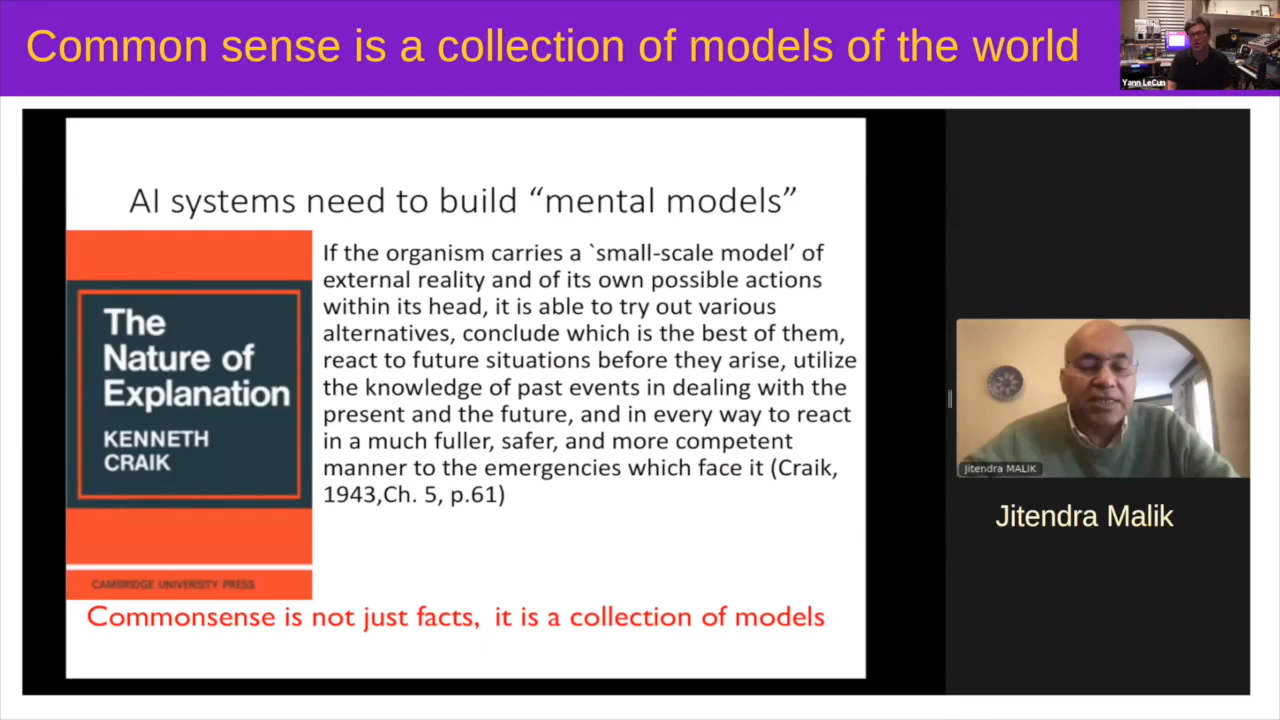 Common sense is a collection of models of the world
Yann LeCun
AI systems need to build “mental models”
The
Nature of
Explanation
KENNETH
CRAIK
CAMBRIDGE UNIVERSITY PRESS
If the organism carries a `small-scale model’ of
external reality and of its own possible actions
within its head, it is able to try out various
alternatives, conclude which is the best of them,
react to future situations before they arise, utilize
the knowledge of past events in dealing with the
present and the future, and in every way to react
in a much fuller, safer, and more competent
manner to the emergencies which face it (Craik,
1943,Ch. 5, p.61)
Commonsense is not just facts, it is a collection of models
Jitendra MALIK
Jitendra Malik